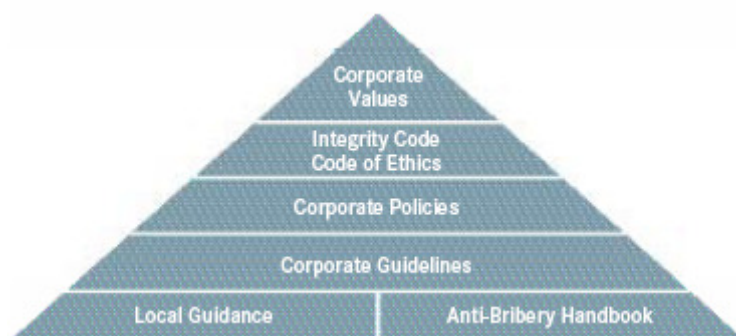 Corporate
Values
Integrity Code
Code of Ethics
Corporate Policies
Corporate Guidelines
Local Guidance
Anti-Bribery Handbook